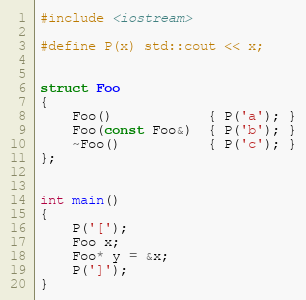 1 #include <iostream>
2
3 #define P(x) std::cout << x;
4
5
6 struct Foo
7 {
8     Foo()            { P('a'); }
9     Foo(const Foo&)  { P('b'); }
10     ~Foo()           { P('c'); }
11 };
12
13
14 int main()
15 {
16     P('[');
17     Foo x;
18     Foo* y = &x;
19     P(']');
20 }